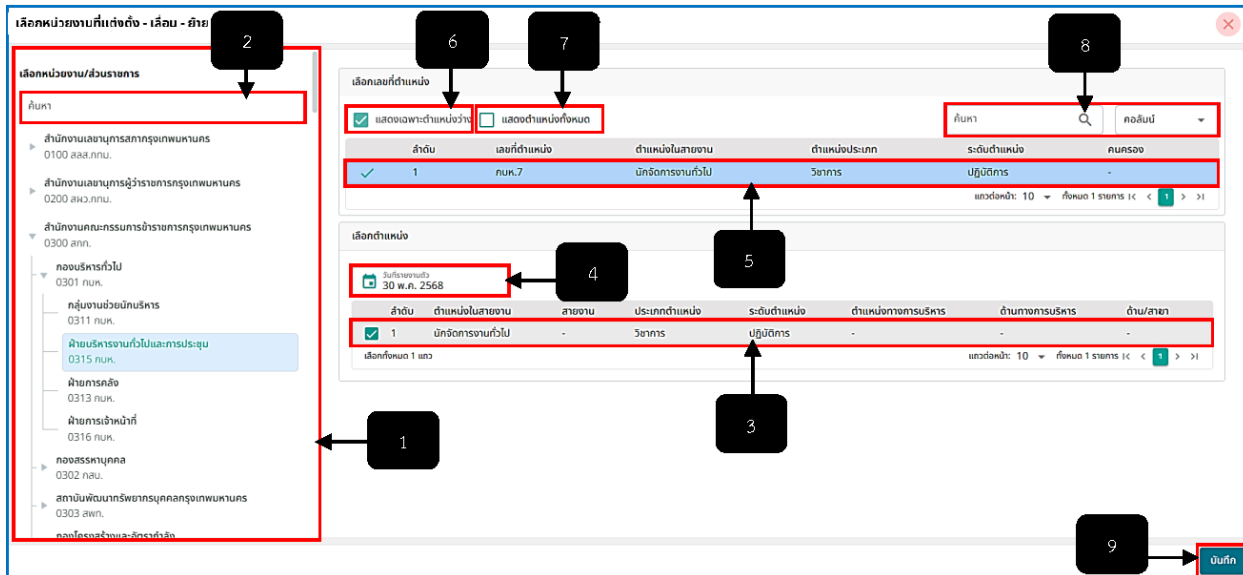 เลือกหน่วยงานที่แต่งตั้ง - เลื่อน - ย้าย
2
6
7
8
เลือกหน่วยงาน/ส่วนราชการ
ค้นหา
สำนักงานเลขานุการสภากรุงเทพมหานคร
0100 สลส.กทม.
สำนักงานเลขานุการผู้ว่าราชการกรุงเทพมหานคร
0200 สผว.กทม.
สำนักงานคณะกรรมการข้าราชการกรุงเทพมหานคร
0300 สกก.
กองบริหารทั่วไป
0301 กบห.
กลุ่มงานช่วยนักบริหาร
0311 กบห.
ฝ่ายบริหารงานทั่วไปและการประชุม
0315 กบห.
ฝ่ายการคลัง
0313 กบห.
ฝ่ายการเจ้าหน้าที่
0316 กบห.
กองสรรหาบุคคล
0302 กสบ.
สถาบันพัฒนาทรัพยากรบุคคลกรุงเทพมหานคร
0303 สพท.
กองโครงสร้างและอัตรากำลัง
1
เลือกเลขที่ตำแหน่ง
แสดงเฉพาะตำแหน่งว่าง แสดงตำแหน่งทั้งหมด ค้นหา คอลัมน์
ลำดับ เลขที่ตำแหน่ง ตำแหน่งในสายงาน ตำแหน่งประเภท ระดับตำแหน่ง คนครอง
1 กบห.7 นักจัดการงานทั่วไป วิชาการ ปฏิบัติการ -
แถวต่อหน้า: 10 ทั้งหมด 1 รายการ |< < 1 > >|
5
เลือกตำแหน่ง
4
วันที่รายงานตัว
30 พ.ค. 2568
ลำดับ ตำแหน่งในสายงาน สายงาน ประเภทตำแหน่ง ระดับตำแหน่ง ตำแหน่งทางการบริหาร ด้านทางการบริหาร ด้าน/สาขา
1 นักจัดการงานทั่วไป - วิชาการ ปฏิบัติการ - - -
เลือกทั้งหมด 1 แถว แถวต่อหน้า: 10 ทั้งหมด 1 รายการ |< < 1 > >|
3
9
บันทึก